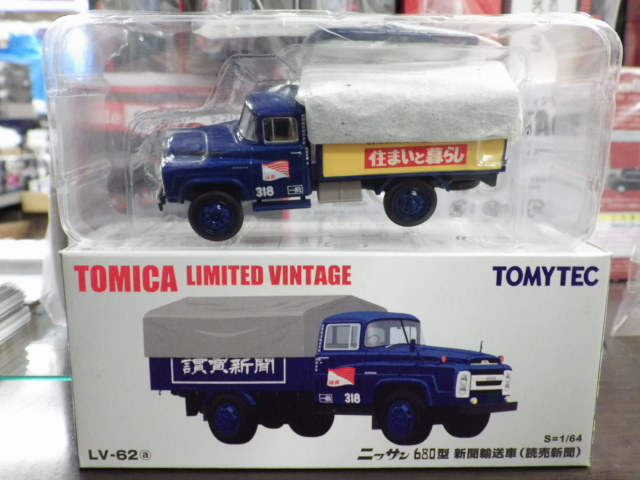 住まいと暮らし
318
TOMICA LIMITED VINTAGE
TOMYTEC
讀賣新聞
318
S=1/64
LV-62 a
ニッサン 680型 新聞輸送車(読売新聞)